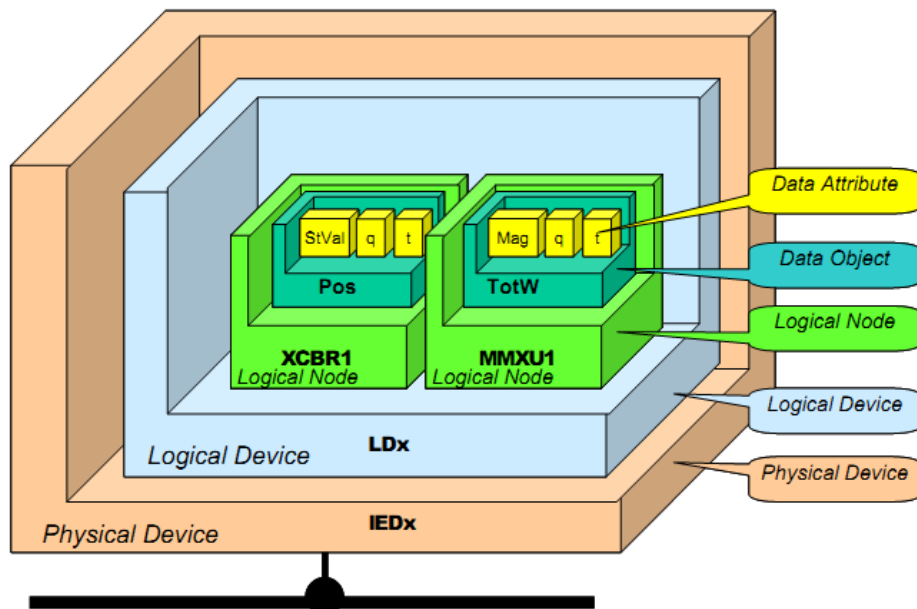 StVal q t
Mag q t
Pos
TotW
XCBR1
Logical Node
MMXU1
Logical Node
LDx
Logical Device
IEDx
Physical Device
Data Attribute
Data Object
Logical Node
Logical Device
Physical Device